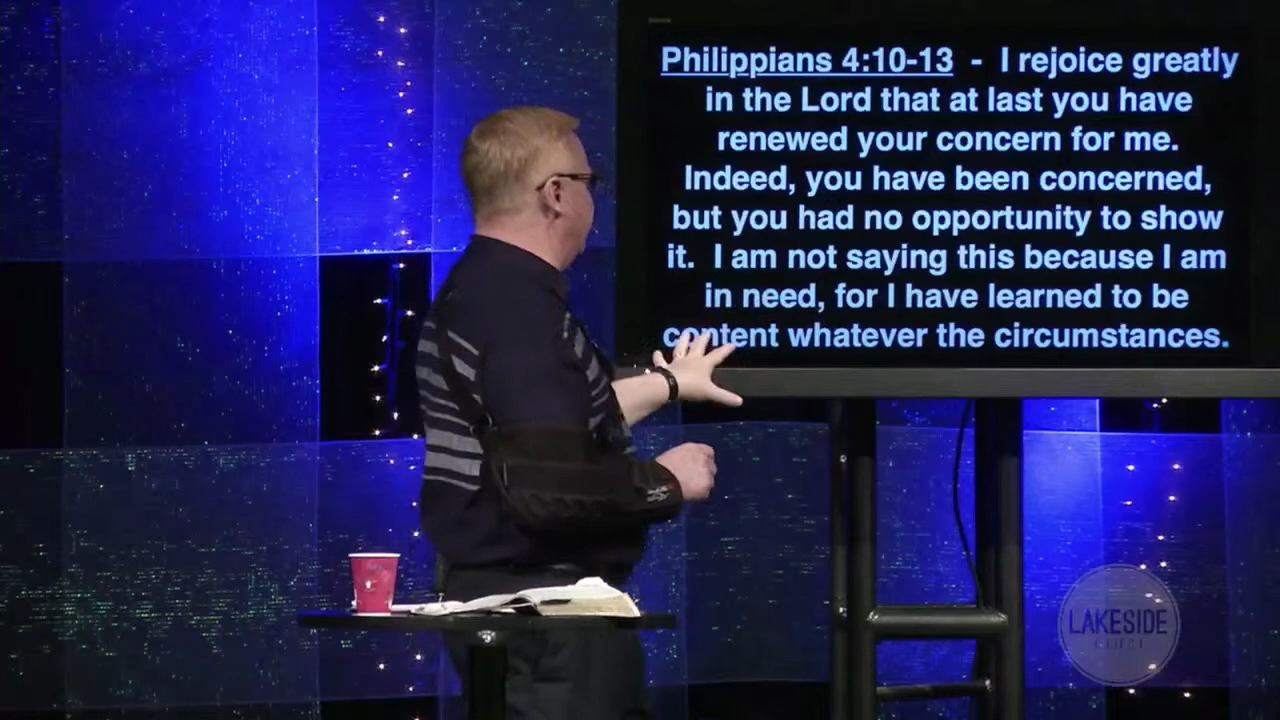 Philippians 4:10-13 - I rejoice greatly
in the Lord that at last you have
renewed your concern for me.
Indeed, you have been concerned,
but you had no opportunity to show
it. I am not saying this because I am
in need, for I have learned to be
content whatever the circumstances.
LAKESIDE